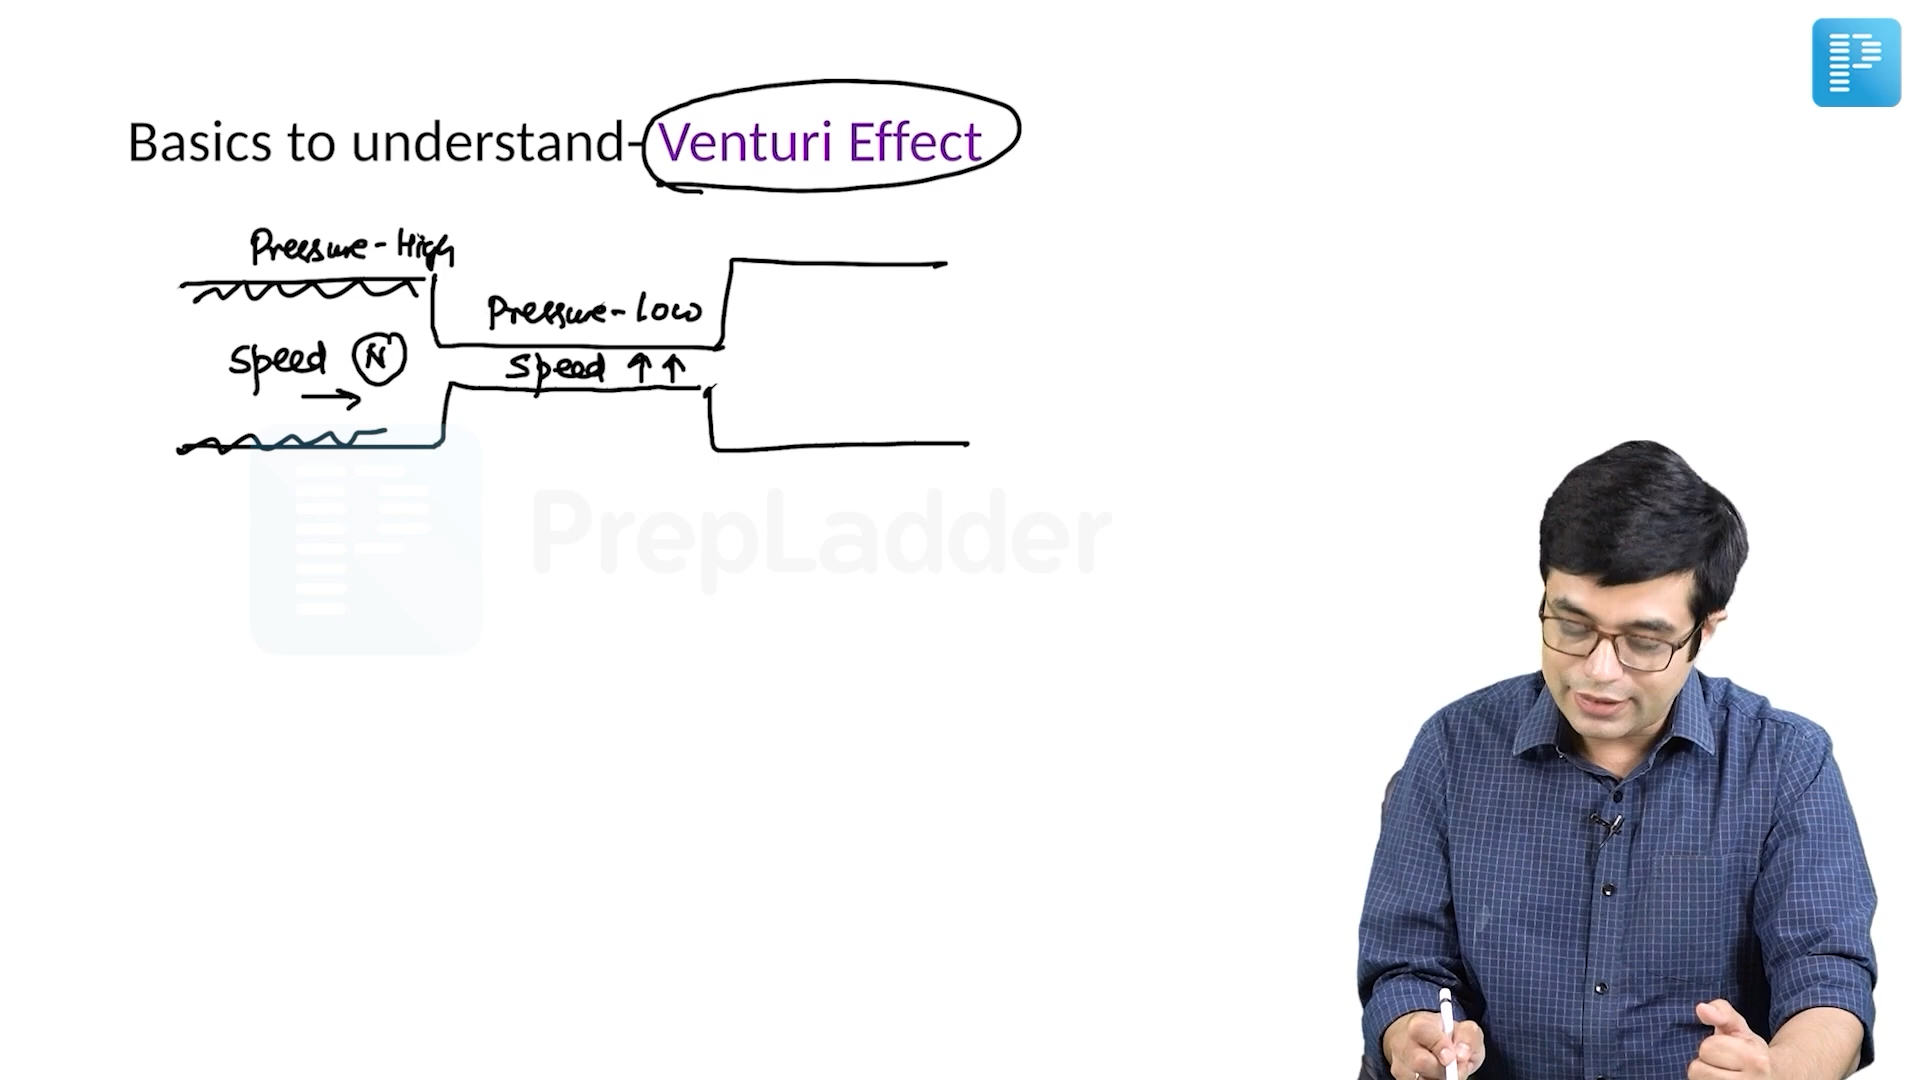 Basics to understand-Venturi Effect
Pressure-High
Pressure-Low
Speed N
Speed ↑↑
→
PrepLadder